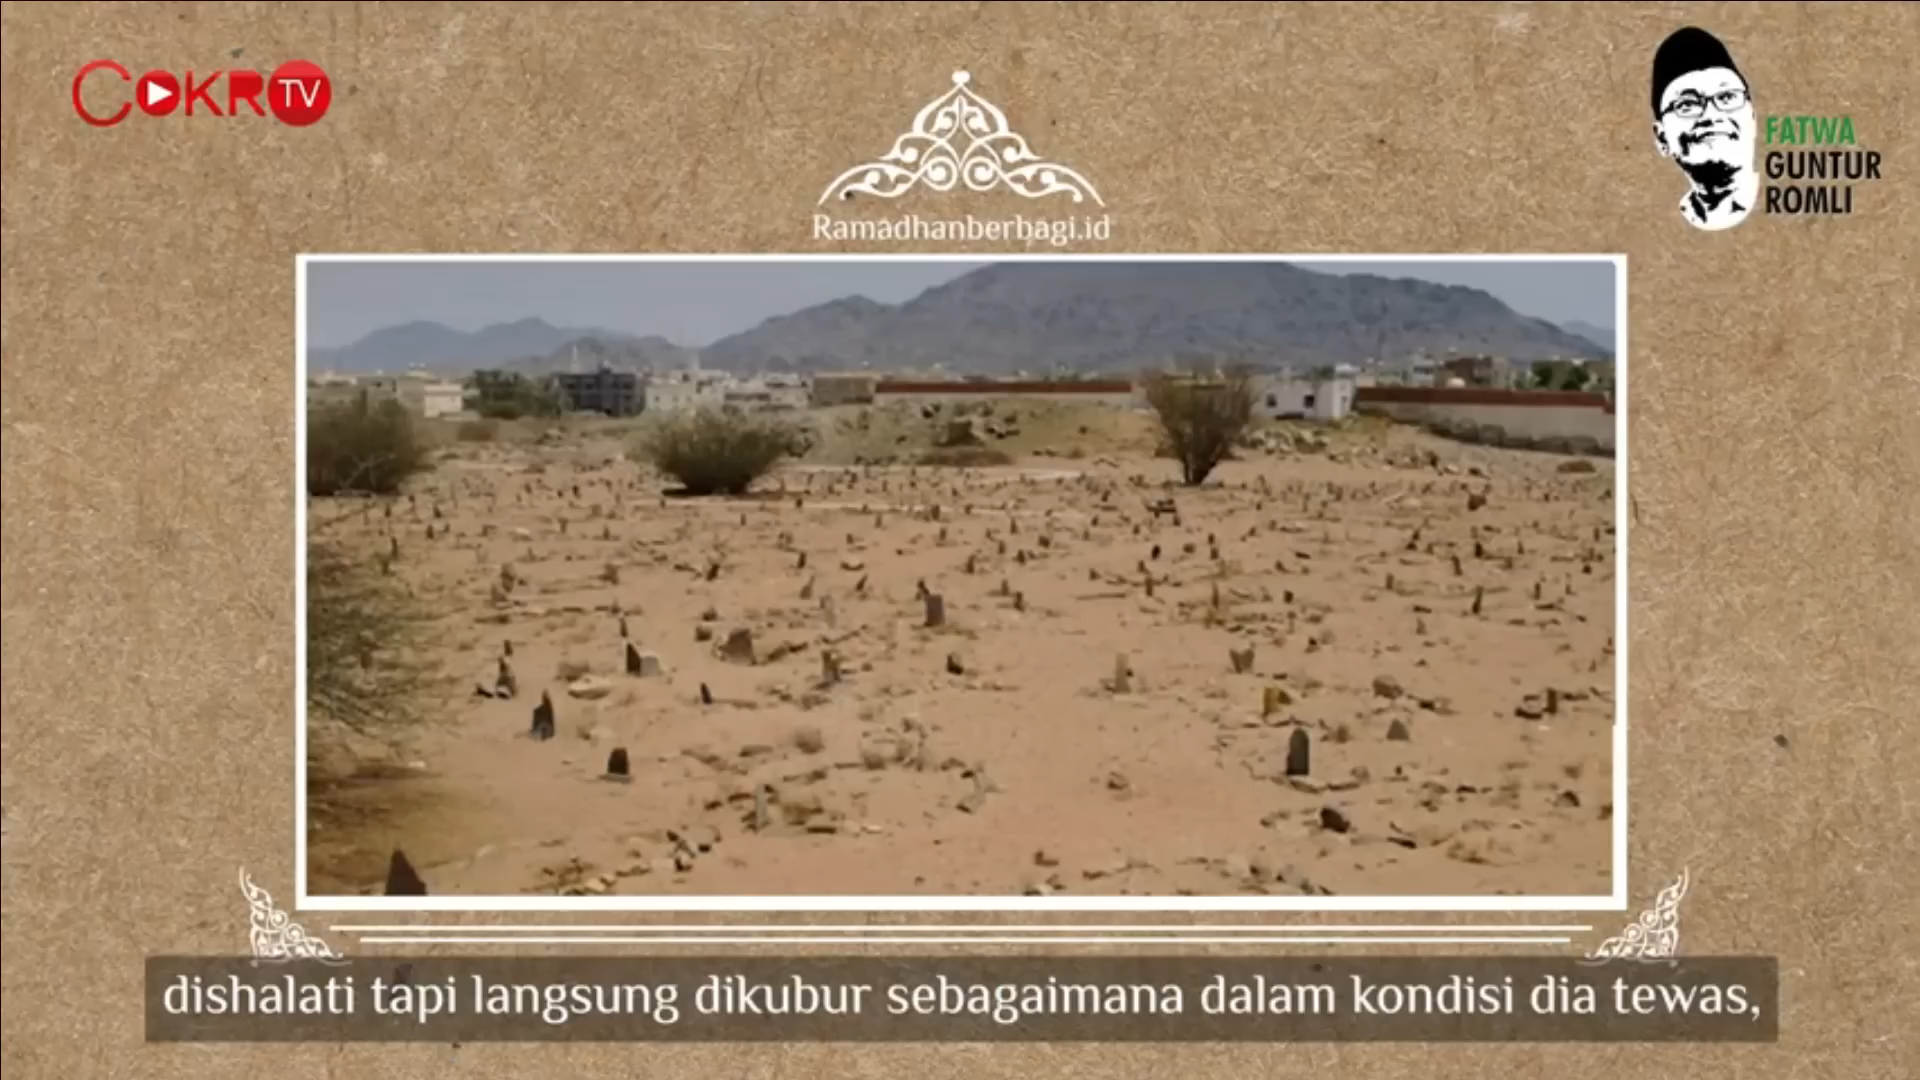 COKRO TV
FATWA
GUNTUR
ROMLI
Ramadhanberbagi.id
dishalati tapi langsung dikubur sebagaimana dalam kondisi dia tewas,